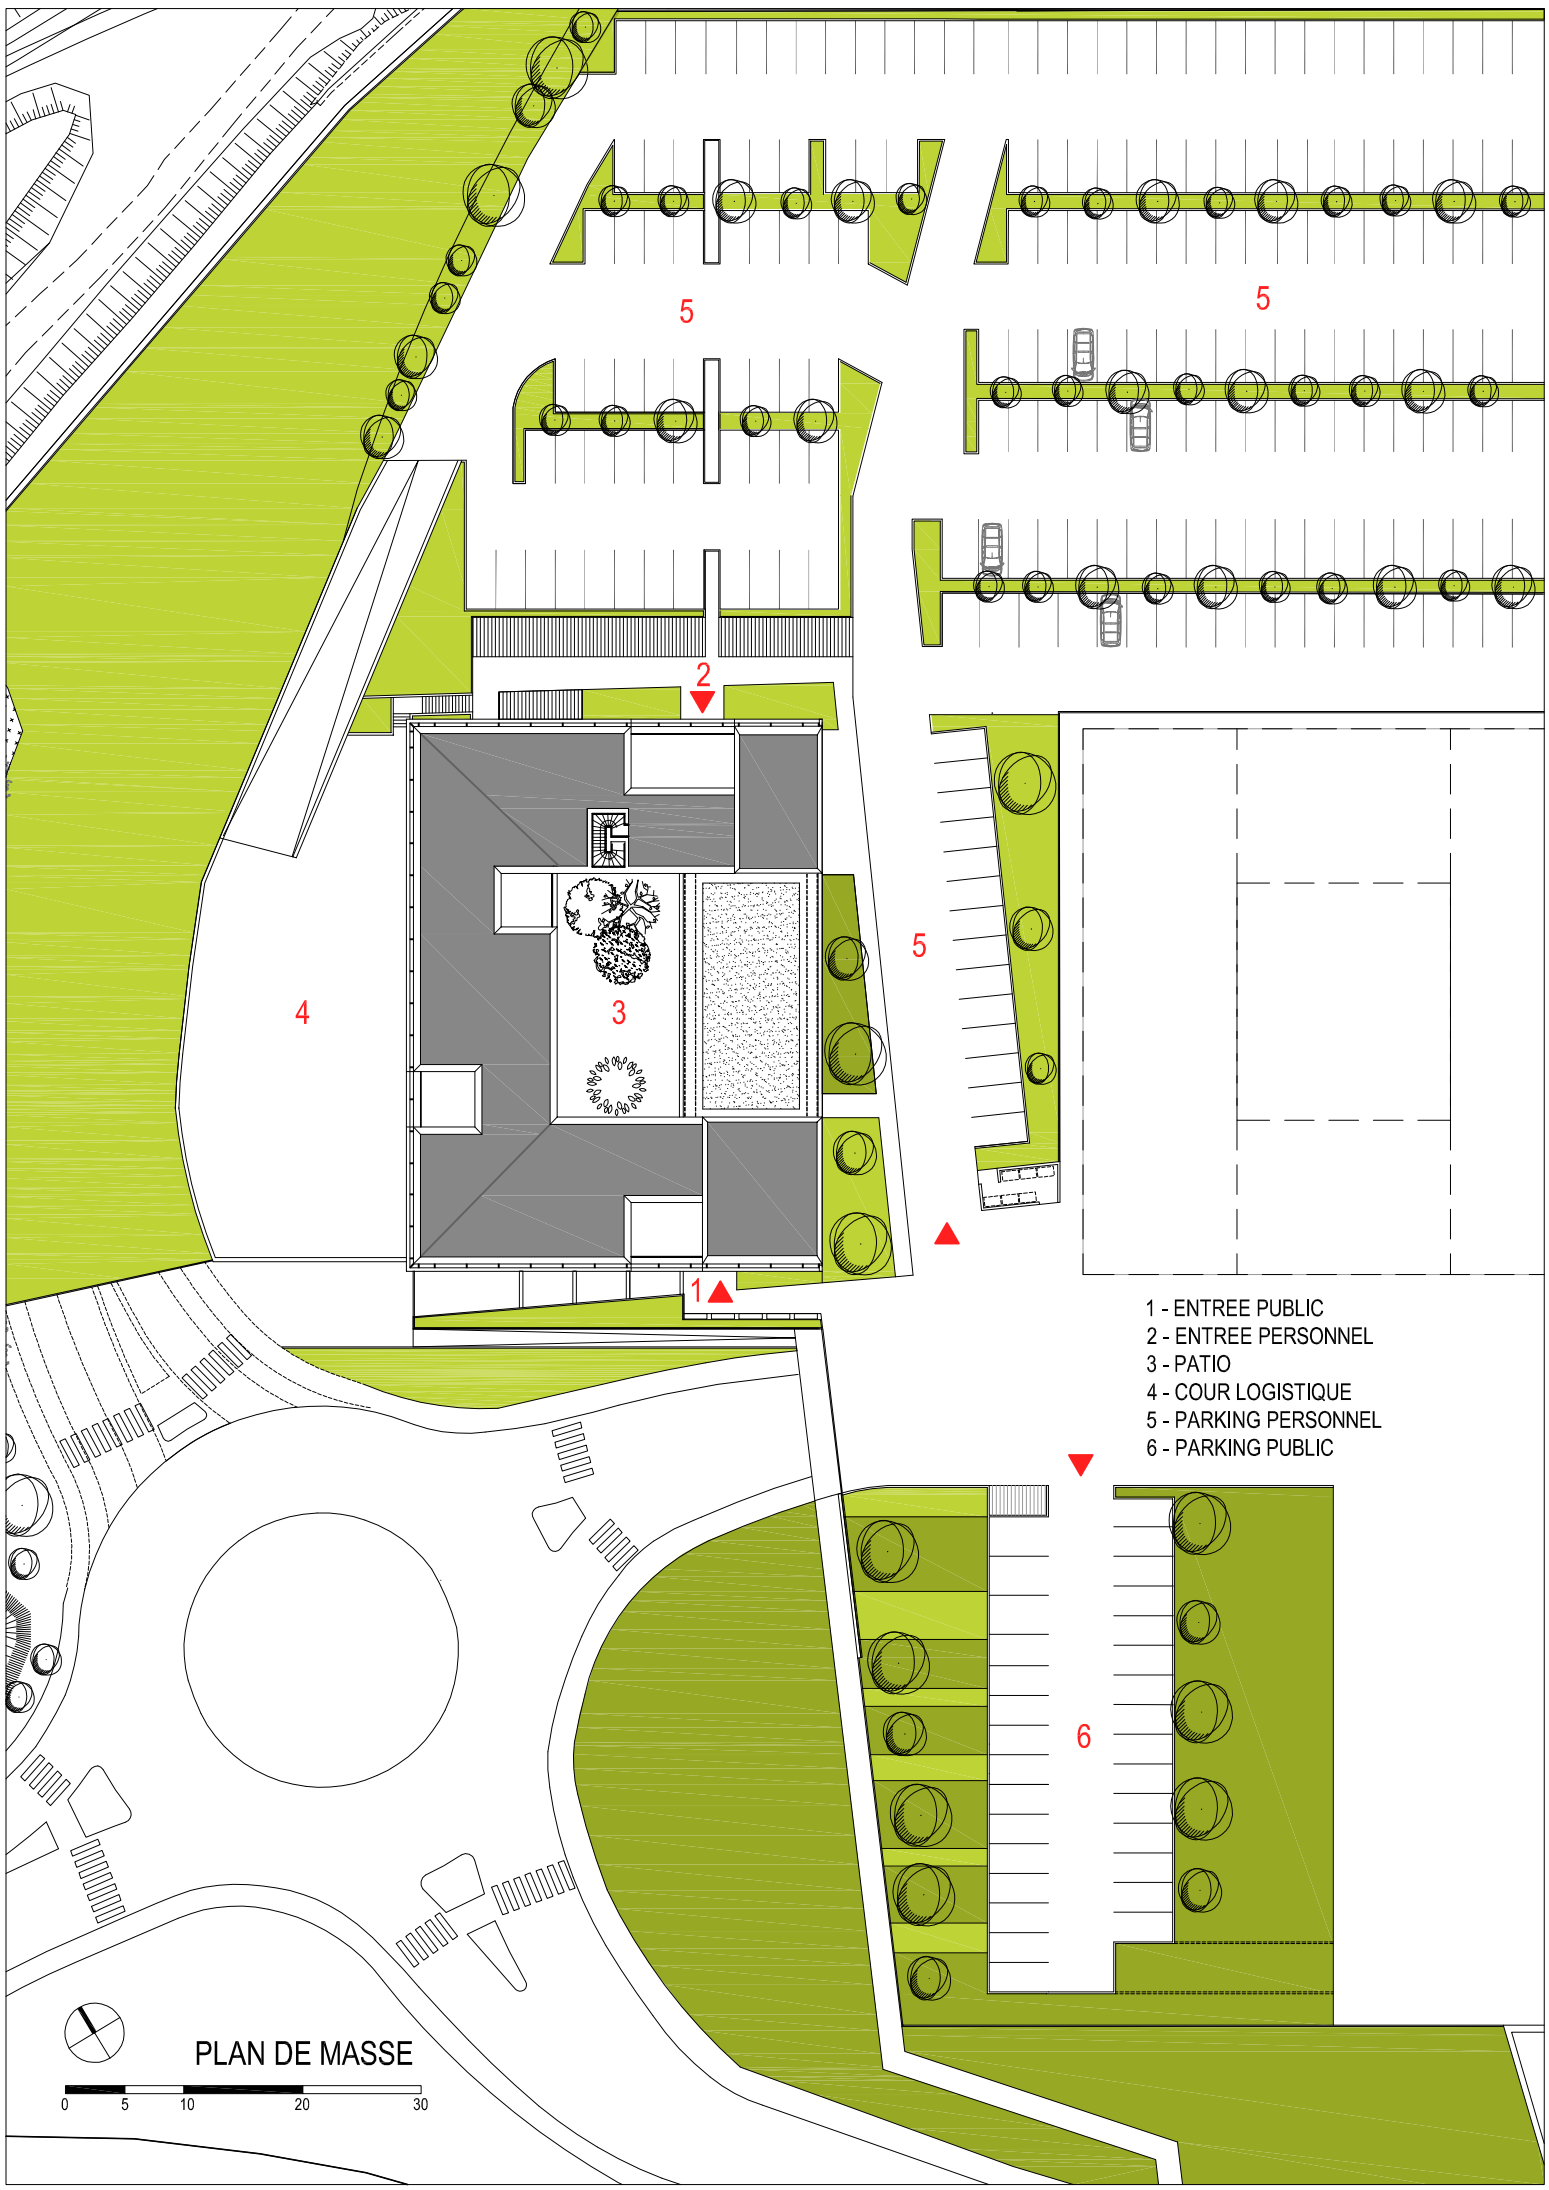 5
5
2
5
4
3
1
1 - ENTREE PUBLIC
2 - ENTREE PERSONNEL
3 - PATIO
4 - COUR LOGISTIQUE
5 - PARKING PERSONNEL
6 - PARKING PUBLIC
6
PLAN DE MASSE
0 5 10 20 30